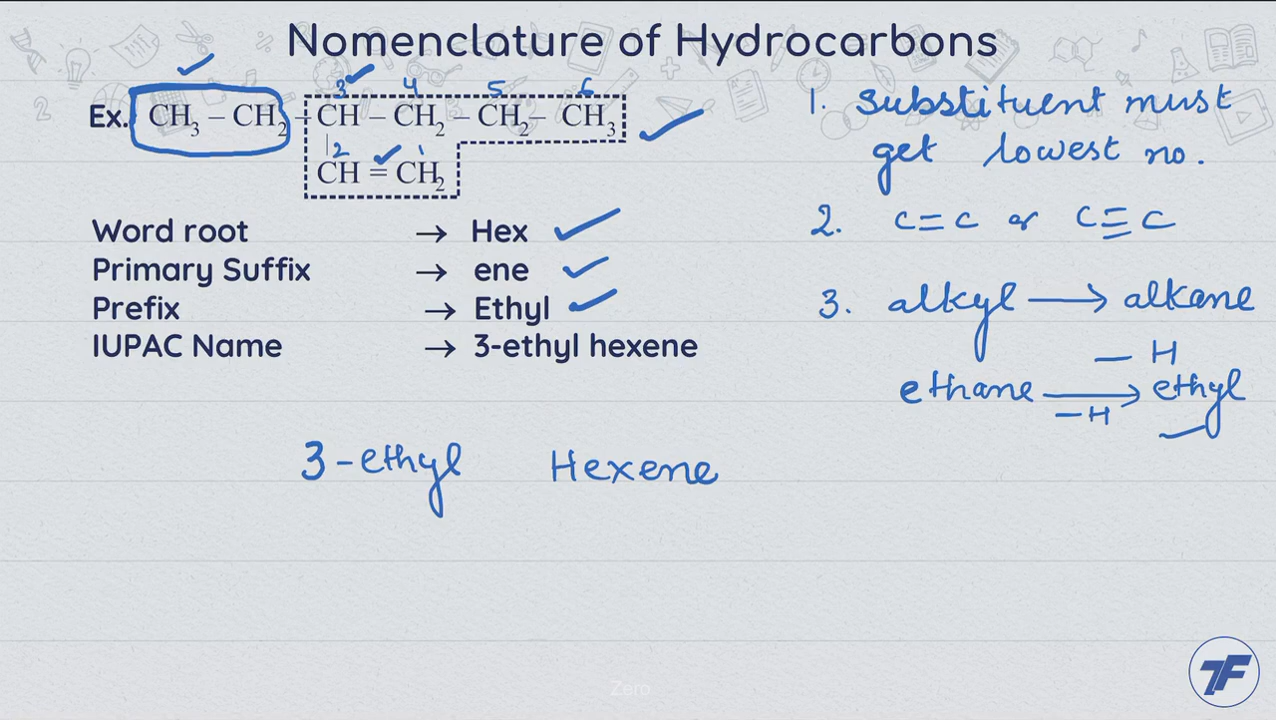 Nomenclature of Hydrocarbons
3 4 5 6
Ex. CH3 – CH2 – CH – CH2 – CH2 – CH3
2 1
CH = CH2
Word root → Hex
Primary Suffix → ene
Prefix → Ethyl
IUPAC Name → 3-ethyl hexene
1. Substituent must
get lowest no.
2. C=C or C≡C
3. alkyl → alkane
– H
ethane → ethyl
–H
3-ethyl Hexene
Zero
TF